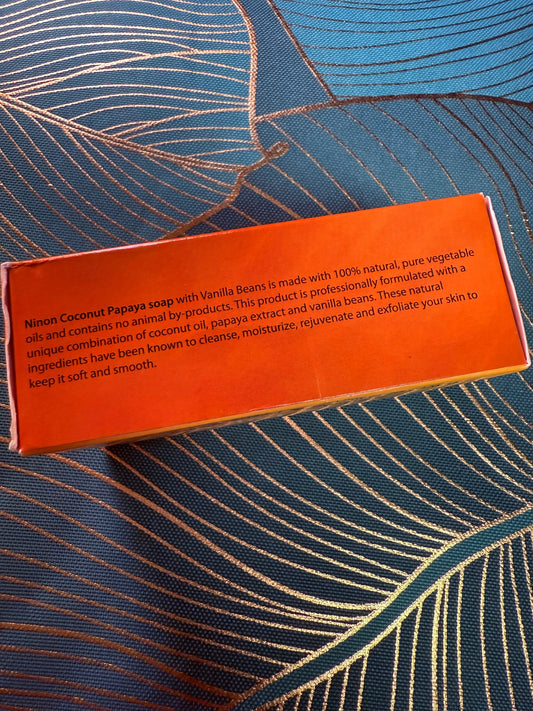 Ninon Coconut Papaya soap with Vanilla Beans is made with 100% natural, pure vegetable
oils and contains no animal by-products. This product is professionally formulated with a
unique combination of coconut oil, papaya extract and vanilla beans. These natural
ingredients have been known to cleanse, moisturize, rejuvenate and exfoliate your skin to
keep it soft and smooth.